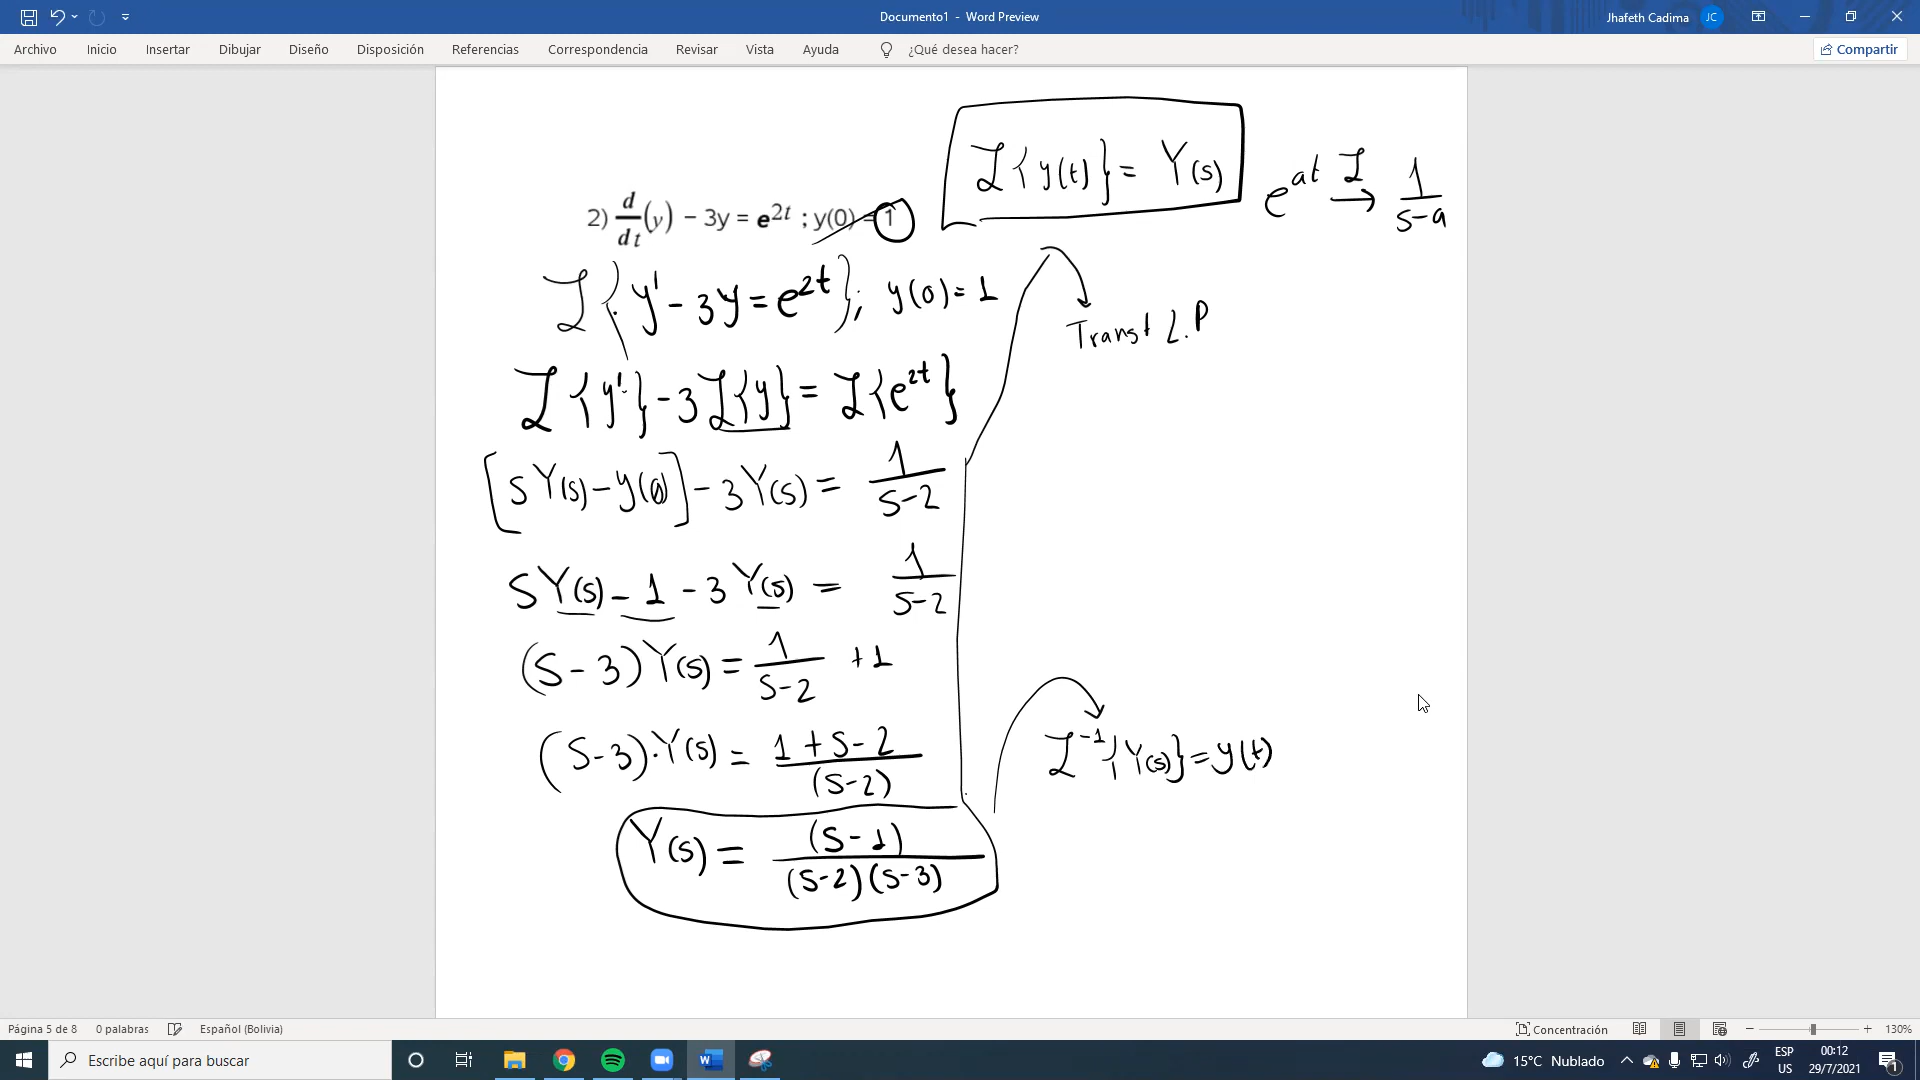 Documento1 - Word Preview
Jhafeth Cadima
JC
Archivo Inicio Insertar Dibujar Diseño Disposición Referencias Correspondencia Revisar Vista Ayuda ¿Qué desea hacer?
Compartir
ℒ{y(t)} = Y(s)
e^at ℒ→ 1/(s-a)
2) d/dt (y) - 3y = e^2t ; y(0) = 1
ℒ{y' - 3y = e^2t}; y(0) = 1
Transf L.P
ℒ{y'} - 3ℒ{y} = ℒ{e^2t}
[sY(s) - y(0)] - 3Y(s) = 1/(s-2)
sY(s) - 1 - 3Y(s) = 1/(s-2)
(s-3)Y(s) = 1/(s-2) + 1
(s-3)·Y(s) = (1+s-2)/(s-2)
ℒ^-1{Y(s)} = y(t)
Y(s) = (s-1)/((s-2)(s-3))
Página 5 de 8 0 palabras Español (Bolivia)
Concentración
130%
Escribe aquí para buscar
15°C Nublado
ESP
US
00:12
29/7/2021
1